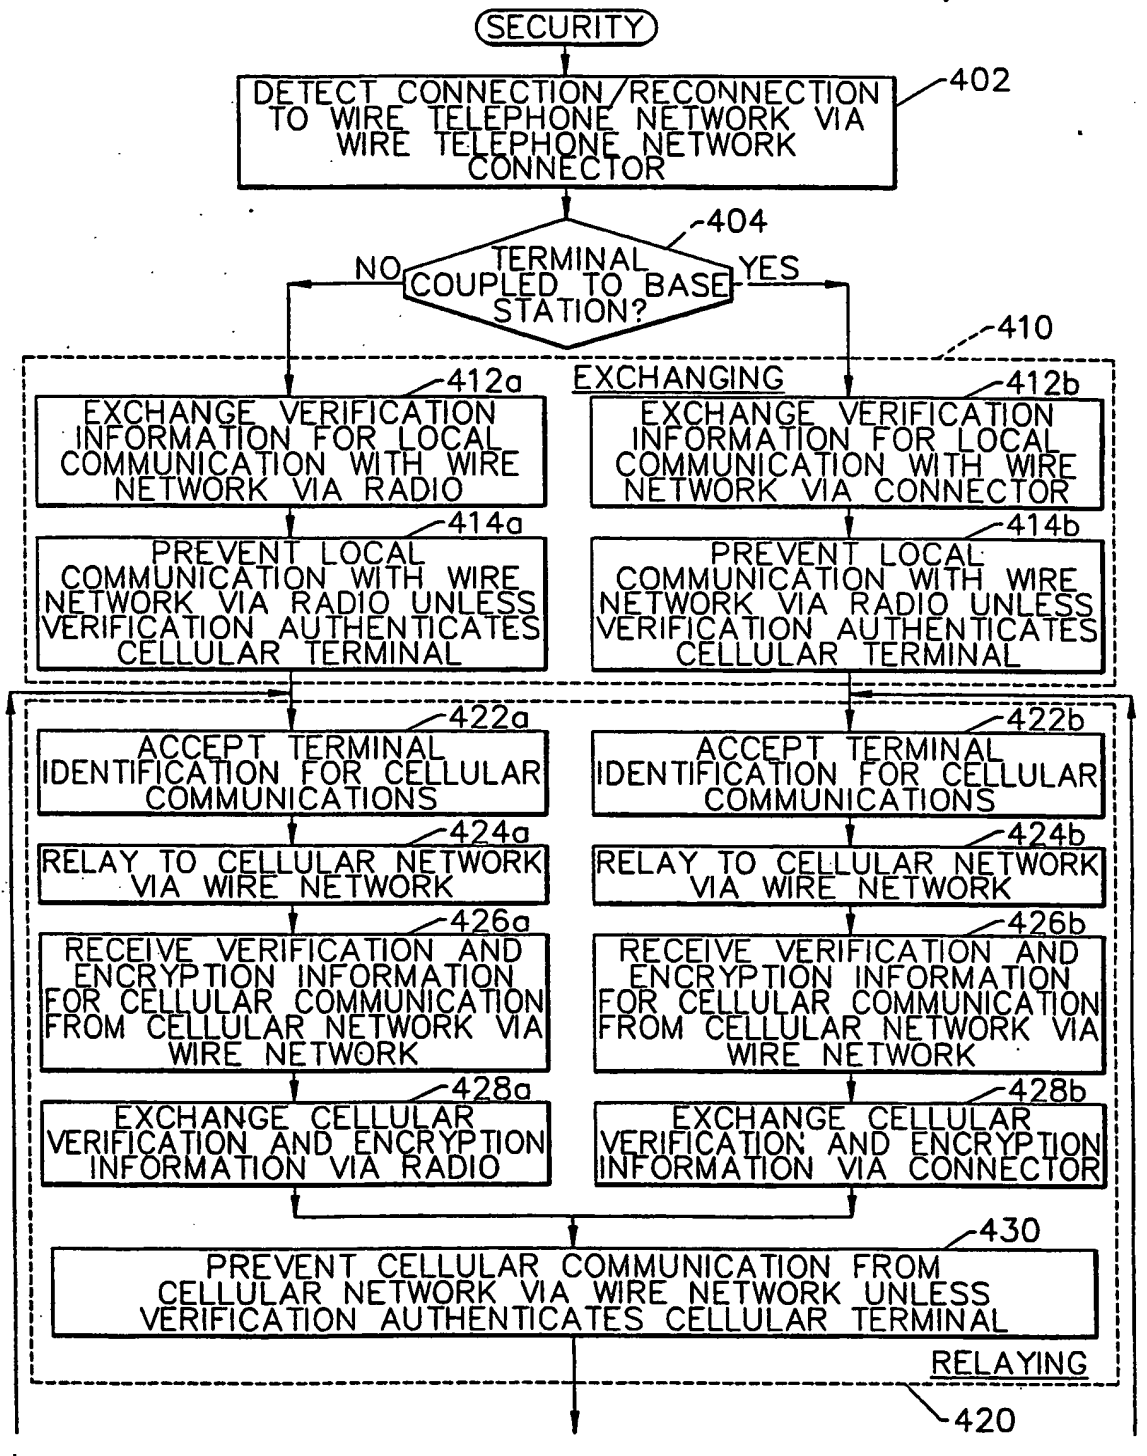 SECURITY
402
DETECT CONNECTION/RECONNECTION
TO WIRE TELEPHONE NETWORK VIA
WIRE TELEPHONE NETWORK
CONNECTOR
404
TERMINAL
COUPLED TO BASE
STATION?
NO
YES
410
EXCHANGING
412a
EXCHANGE VERIFICATION
INFORMATION FOR LOCAL
COMMUNICATION WITH WIRE
NETWORK VIA RADIO
412b
EXCHANGE VERIFICATION
INFORMATION FOR LOCAL
COMMUNICATION WITH WIRE
NETWORK VIA CONNECTOR
414a
PREVENT LOCAL
COMMUNICATION WITH WIRE
NETWORK VIA RADIO UNLESS
VERIFICATION AUTHENTICATES
CELLULAR TERMINAL
414b
PREVENT LOCAL
COMMUNICATION WITH WIRE
NETWORK VIA RADIO UNLESS
VERIFICATION AUTHENTICATES
CELLULAR TERMINAL
422a
ACCEPT TERMINAL
IDENTIFICATION FOR CELLULAR
COMMUNICATIONS
422b
ACCEPT TERMINAL
IDENTIFICATION FOR CELLULAR
COMMUNICATIONS
424a
RELAY TO CELLULAR NETWORK
VIA WIRE NETWORK
424b
RELAY TO CELLULAR NETWORK
VIA WIRE NETWORK
426a
RECEIVE VERIFICATION AND
ENCRYPTION INFORMATION
FOR CELLULAR COMMUNICATION
FROM CELLULAR NETWORK VIA
WIRE NETWORK
426b
RECEIVE VERIFICATION AND
ENCRYPTION INFORMATION
FOR CELLULAR COMMUNICATION
FROM CELLULAR NETWORK VIA
WIRE NETWORK
428a
EXCHANGE CELLULAR
VERIFICATION AND ENCRYPTION
INFORMATION VIA RADIO
428b
EXCHANGE CELLULAR
VERIFICATION AND ENCRYPTION
INFORMATION VIA CONNECTOR
430
PREVENT CELLULAR COMMUNICATION FROM
CELLULAR NETWORK VIA WIRE NETWORK UNLESS
VERIFICATION AUTHENTICATES CELLULAR TERMINAL
RELAYING
420